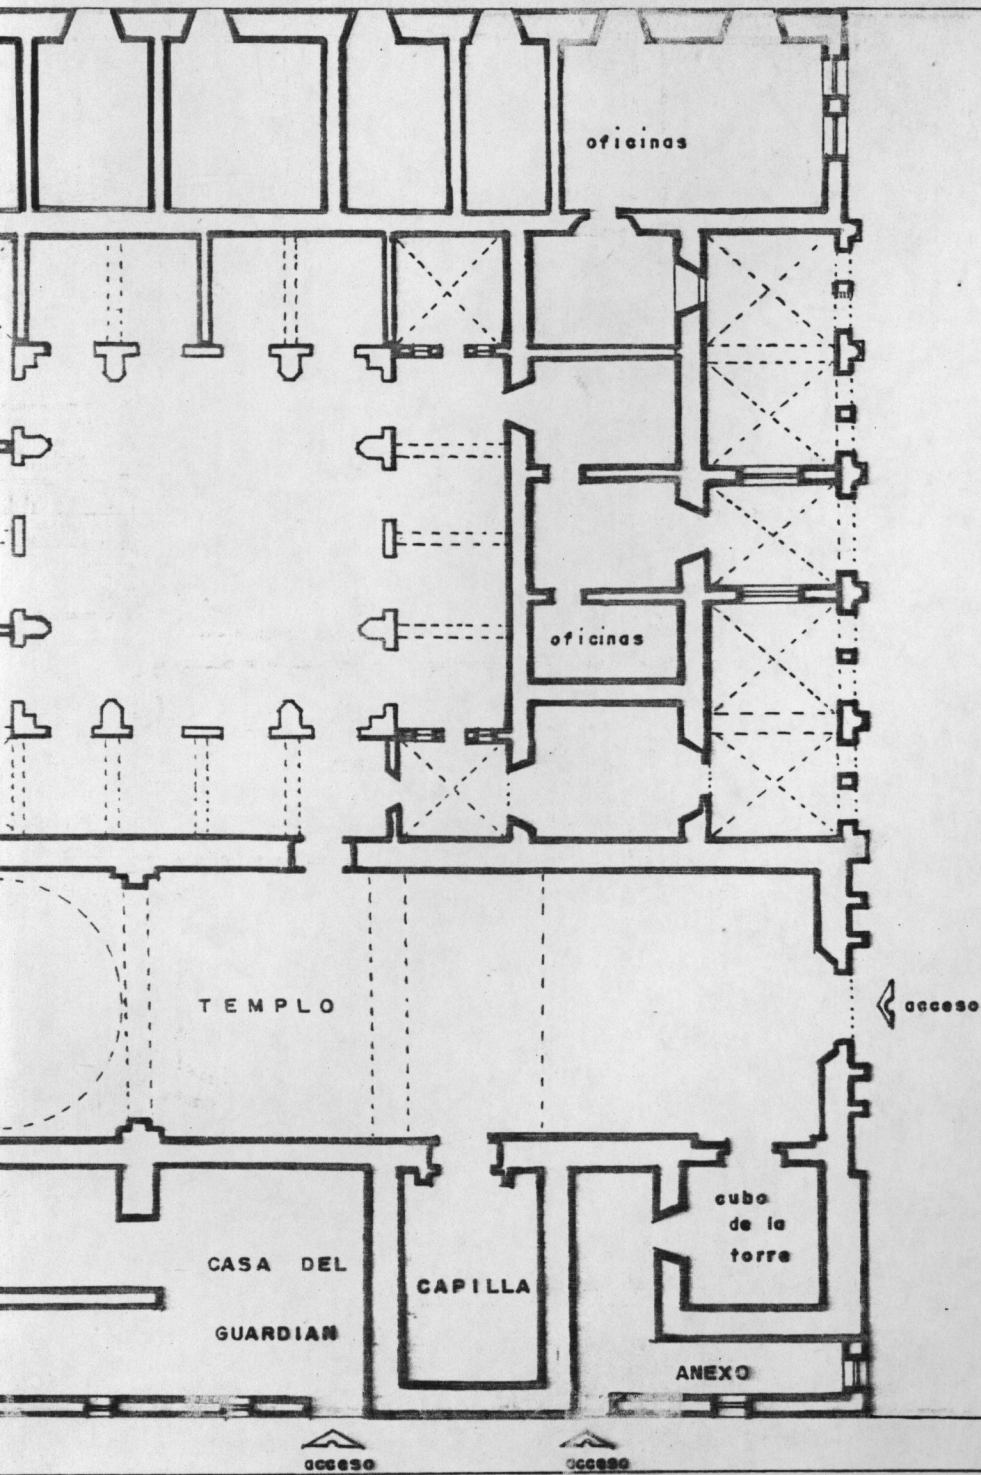 oficinas
oficinas
TEMPLO
acceso
cubo
de la
torre
CASA DEL
GUARDIAN
CAPILLA
ANEXO
acceso
acceso